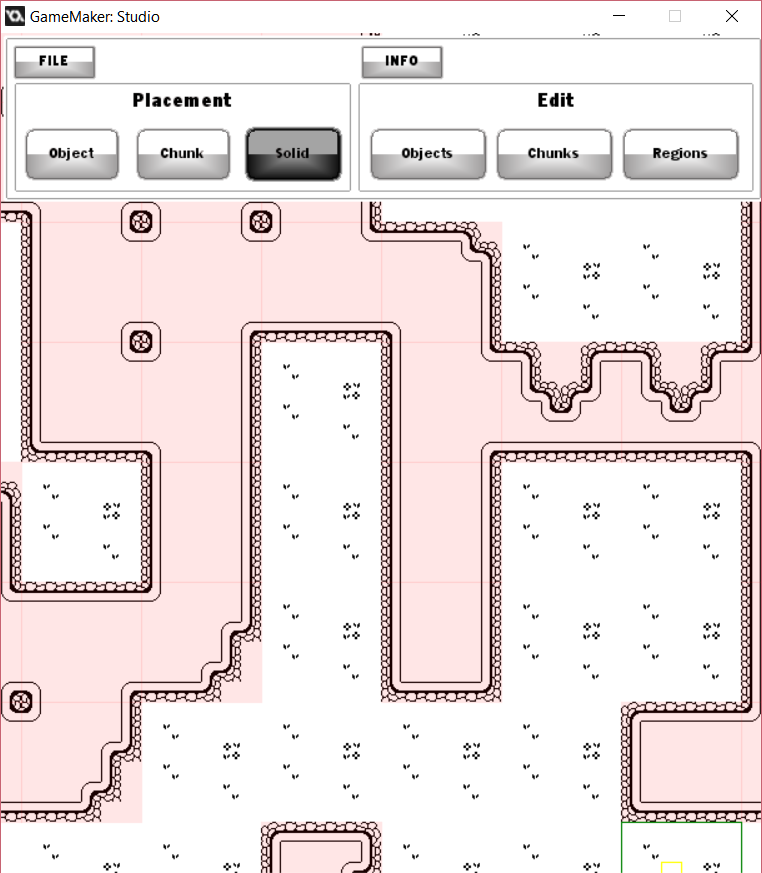 GameMaker: Studio
FILE
INFO
Placement
Edit
Object
Chunk
Solid
Objects
Chunks
Regions